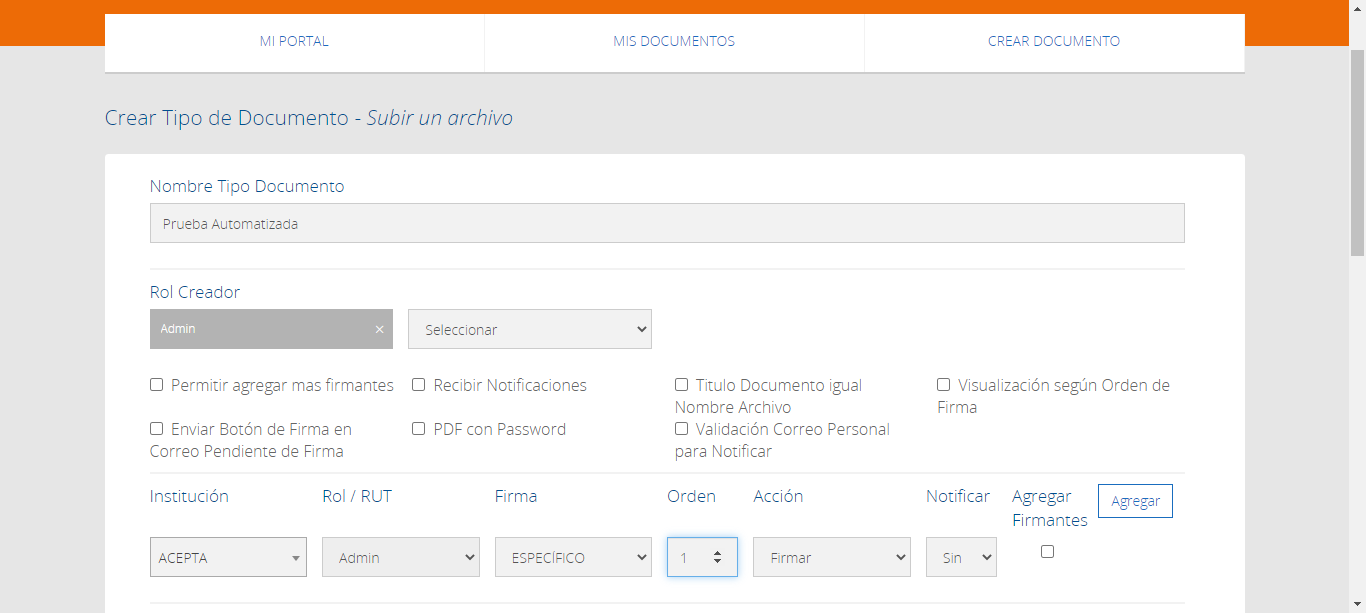 MI PORTAL
MIS DOCUMENTOS
CREAR DOCUMENTO
Crear Tipo de Documento - Subir un archivo
Nombre Tipo Documento
Prueba Automatizada
Rol Creador
Admin ×
Seleccionar
Permitir agregar mas firmantes
Recibir Notificaciones
Titulo Documento igual
Nombre Archivo
Visualización según Orden de
Firma
Enviar Botón de Firma en
Correo Pendiente de Firma
PDF con Password
Validación Correo Personal
para Notificar
Institución
Rol / RUT
Firma
Orden
Acción
Notificar
Agregar
Firmantes
Agregar
ACEPTA
Admin
ESPECÍFICO
1
Firmar
Sin